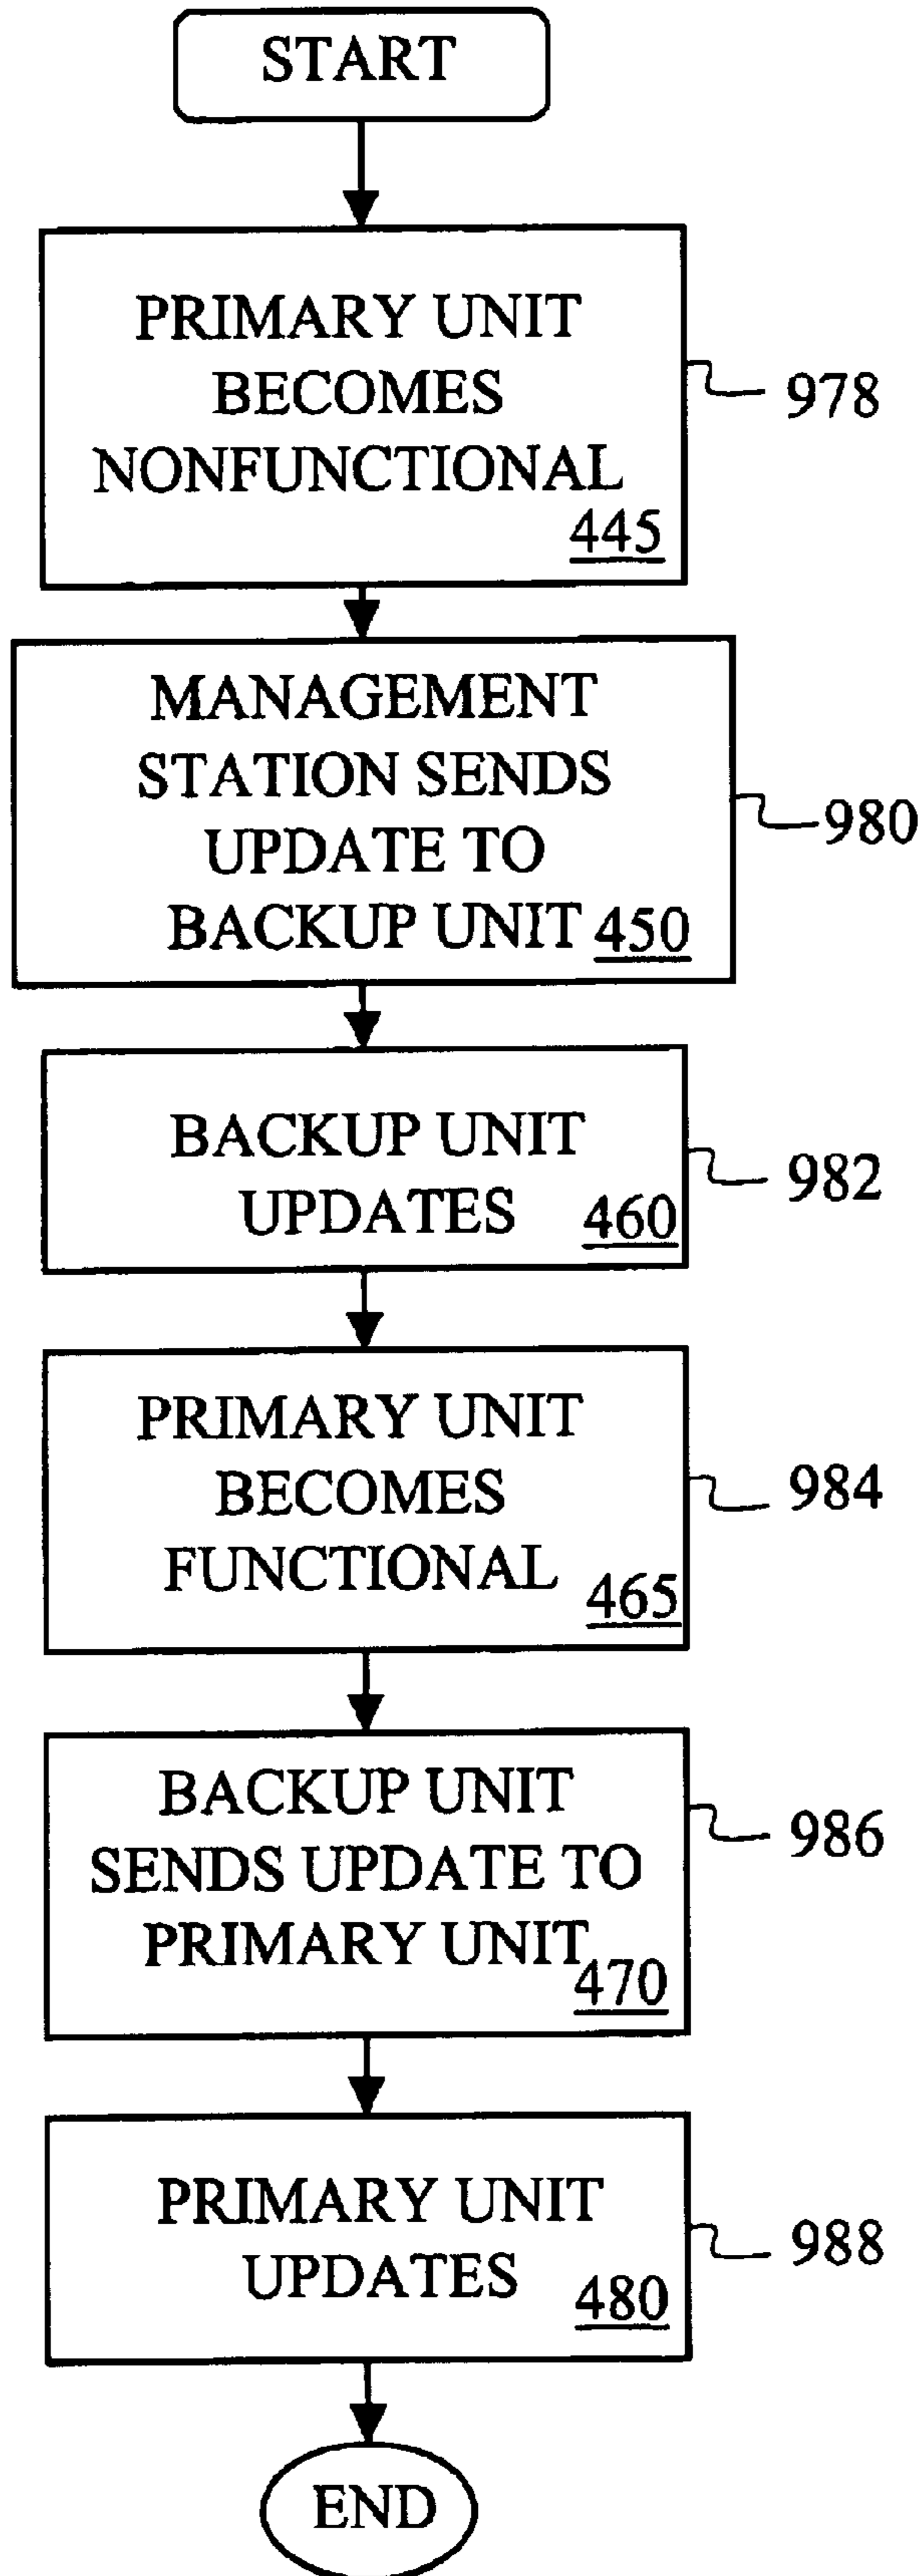 START
PRIMARY UNIT
BECOMES
NONFUNCTIONAL
445
978
MANAGEMENT
STATION SENDS
UPDATE TO
BACKUP UNIT 450
980
BACKUP UNIT
UPDATES 460
982
PRIMARY UNIT
BECOMES
FUNCTIONAL
465
984
BACKUP UNIT
SENDS UPDATE TO
PRIMARY UNIT
470
986
PRIMARY UNIT
UPDATES 480
988
END